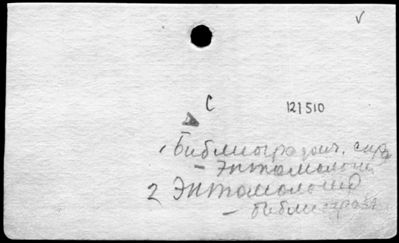 С 121510
1 Библиографич. спр.
— Энтомология
2 Энтомология
— библиография